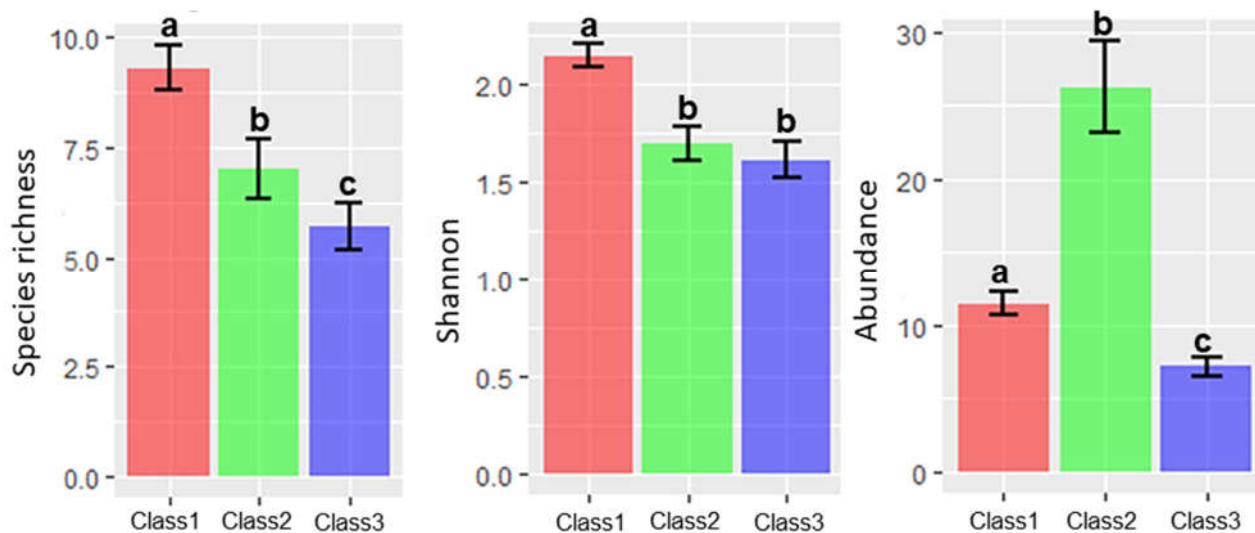 Species richness
10.0
7.5
5.0
2.5
0.0
a
b
c
Class1 Class2 Class3
Shannon
2.0
1.5
1.0
0.5
0.0
a
b
b
Class1 Class2 Class3
Abundance
30
20
10
0
a
b
c
Class1 Class2 Class3